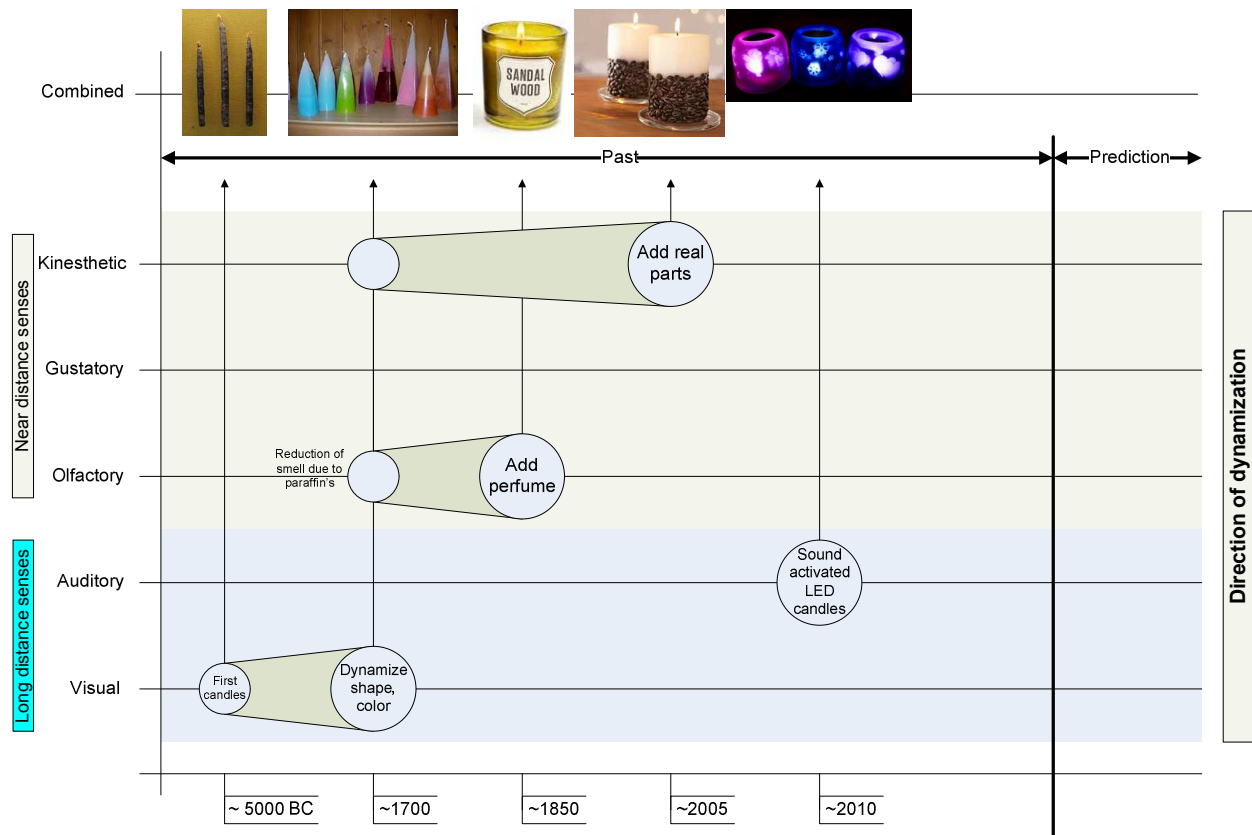 Combined
SANDAL
WOOD
Past
Prediction
Near distance senses
Kinesthetic
Add real
parts
Gustatory
Reduction of
smell due to
paraffin's
Olfactory
Add
perfume
Long distance senses
Auditory
Sound
activated
LED
candles
Visual
First
candles
Dynamize
shape,
color
Direction of dynamization
~ 5000 BC
~1700
~1850
~2005
~2010